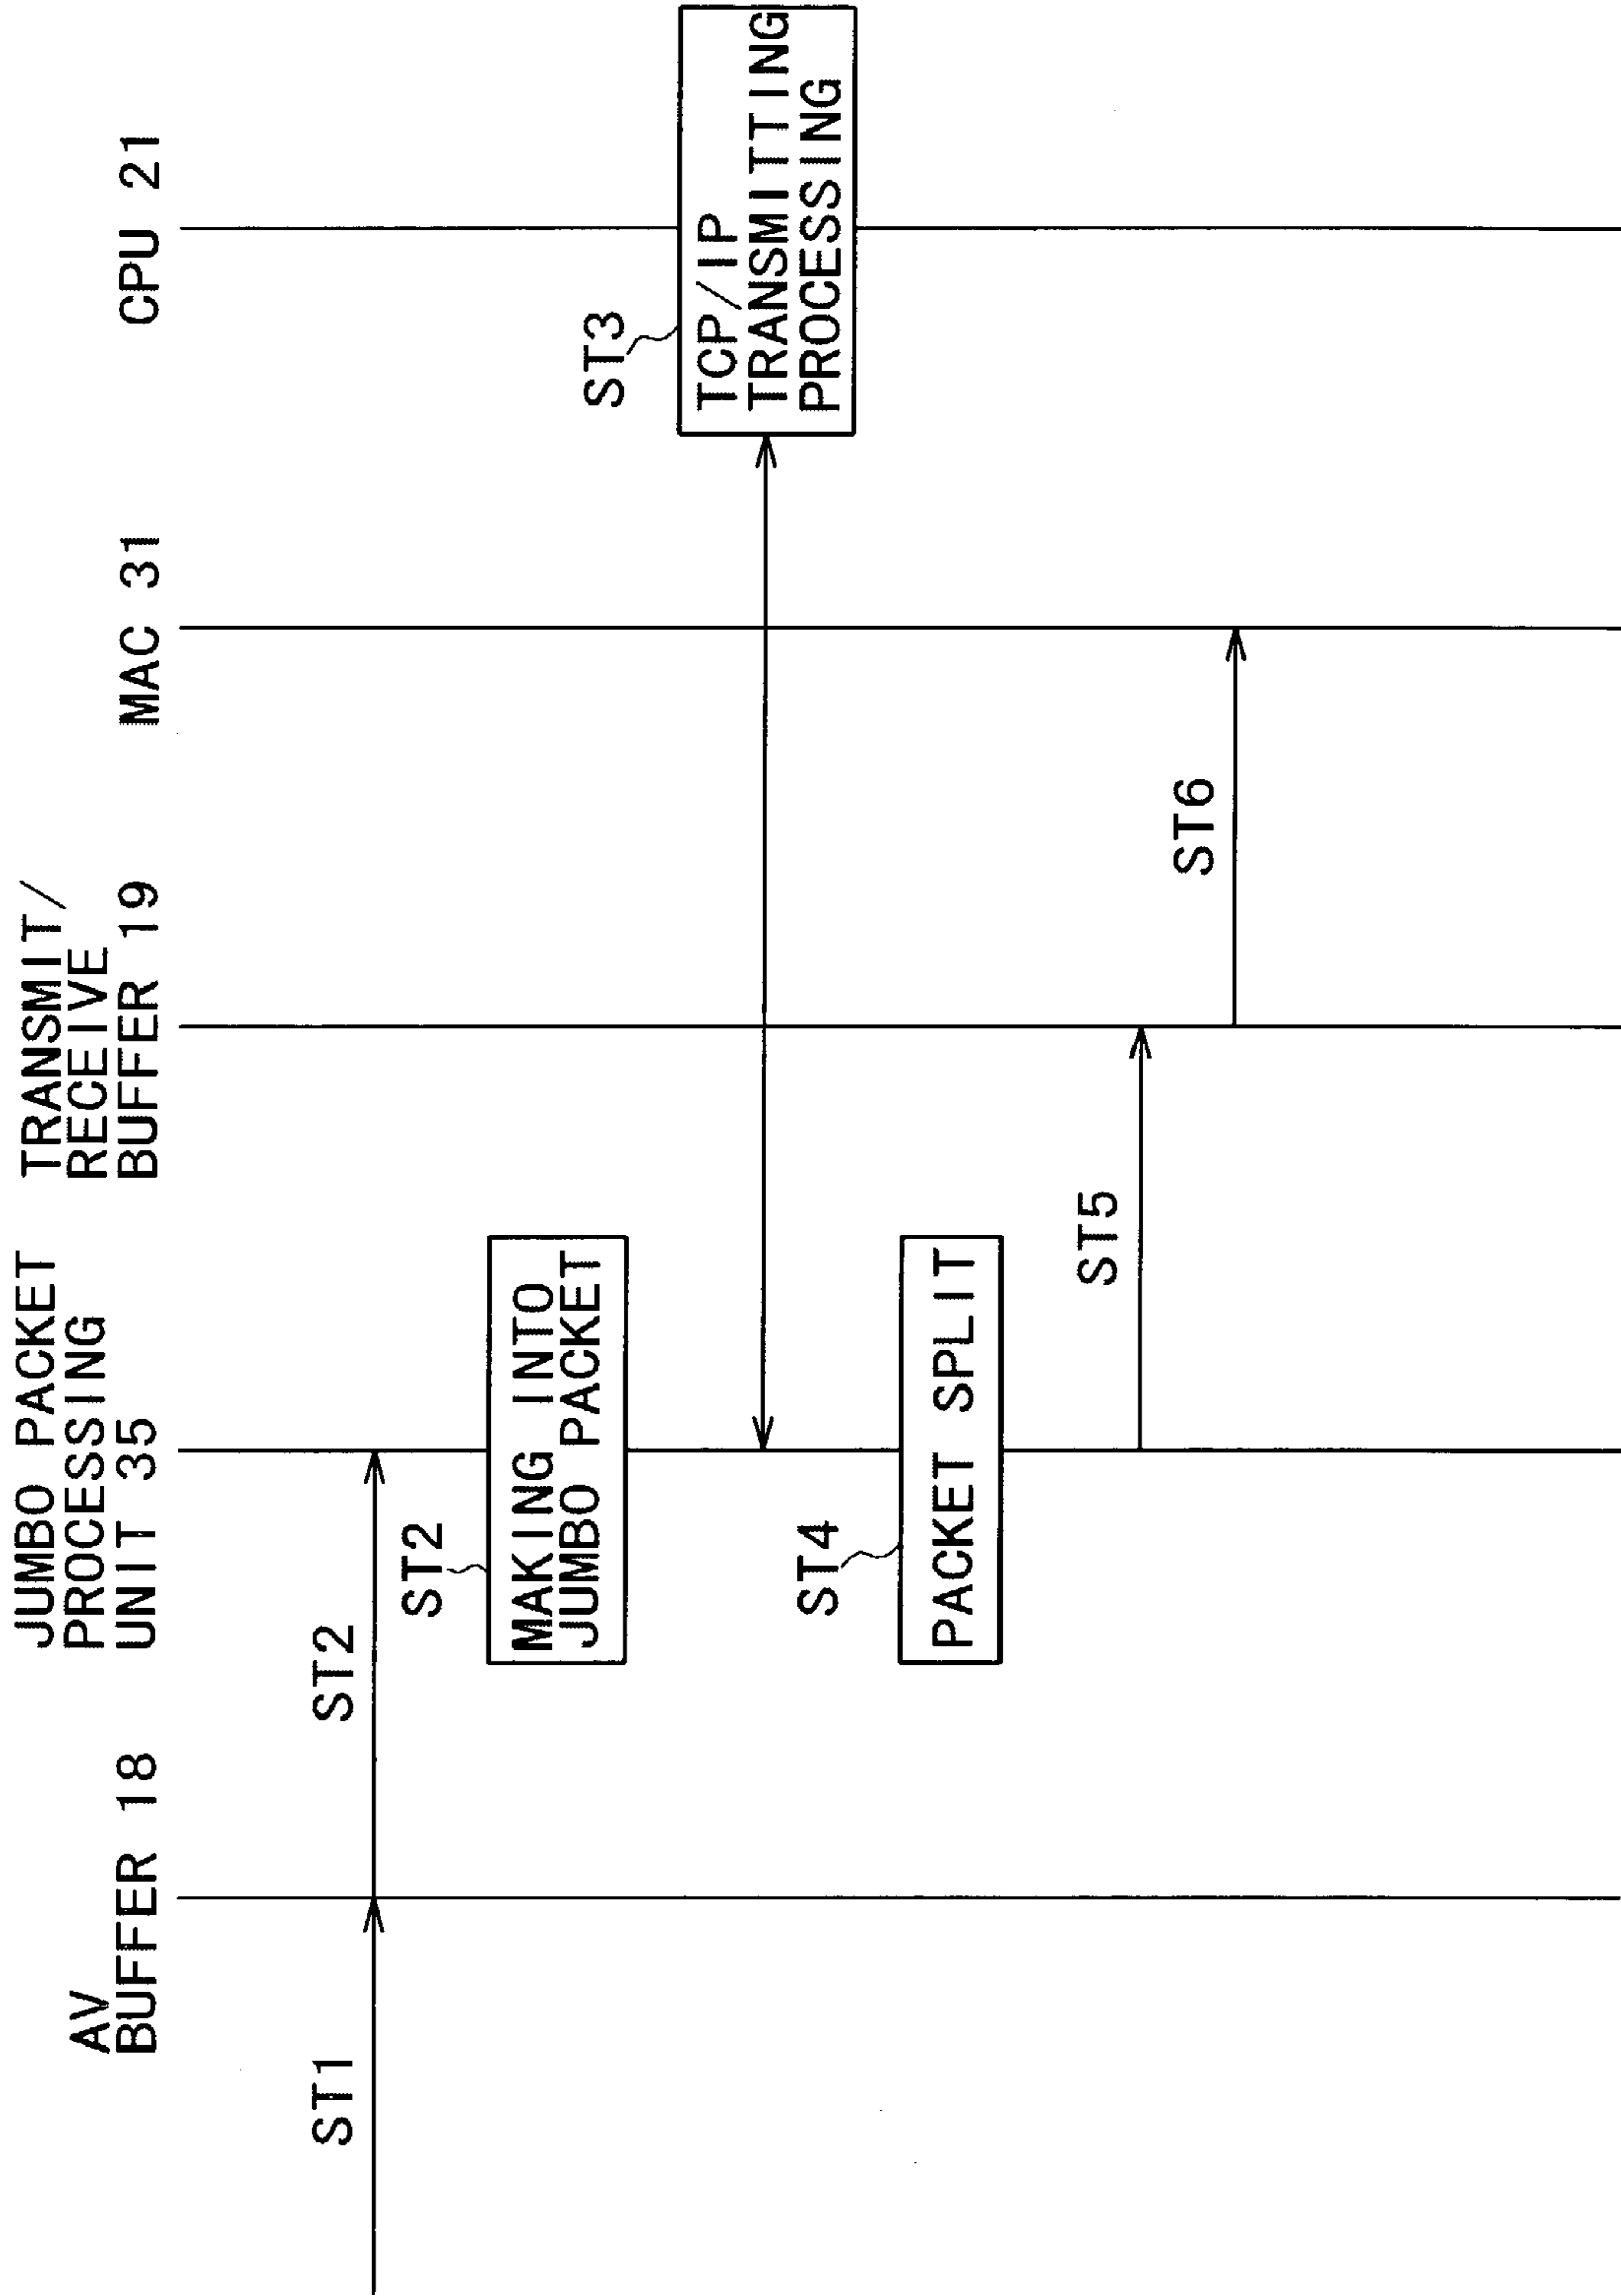 AV
BUFFER 18
JUMBO PACKET
PROCESSING
UNIT 35
TRANSMIT/
RECEIVE
BUFFER 19
MAC 31
CPU 21
ST1
ST2
ST2
MAKING INTO
JUMBO PACKET
ST3
TCP/IP
TRANSMITTING
PROCESSING
ST4
PACKET SPLIT
ST5
ST6